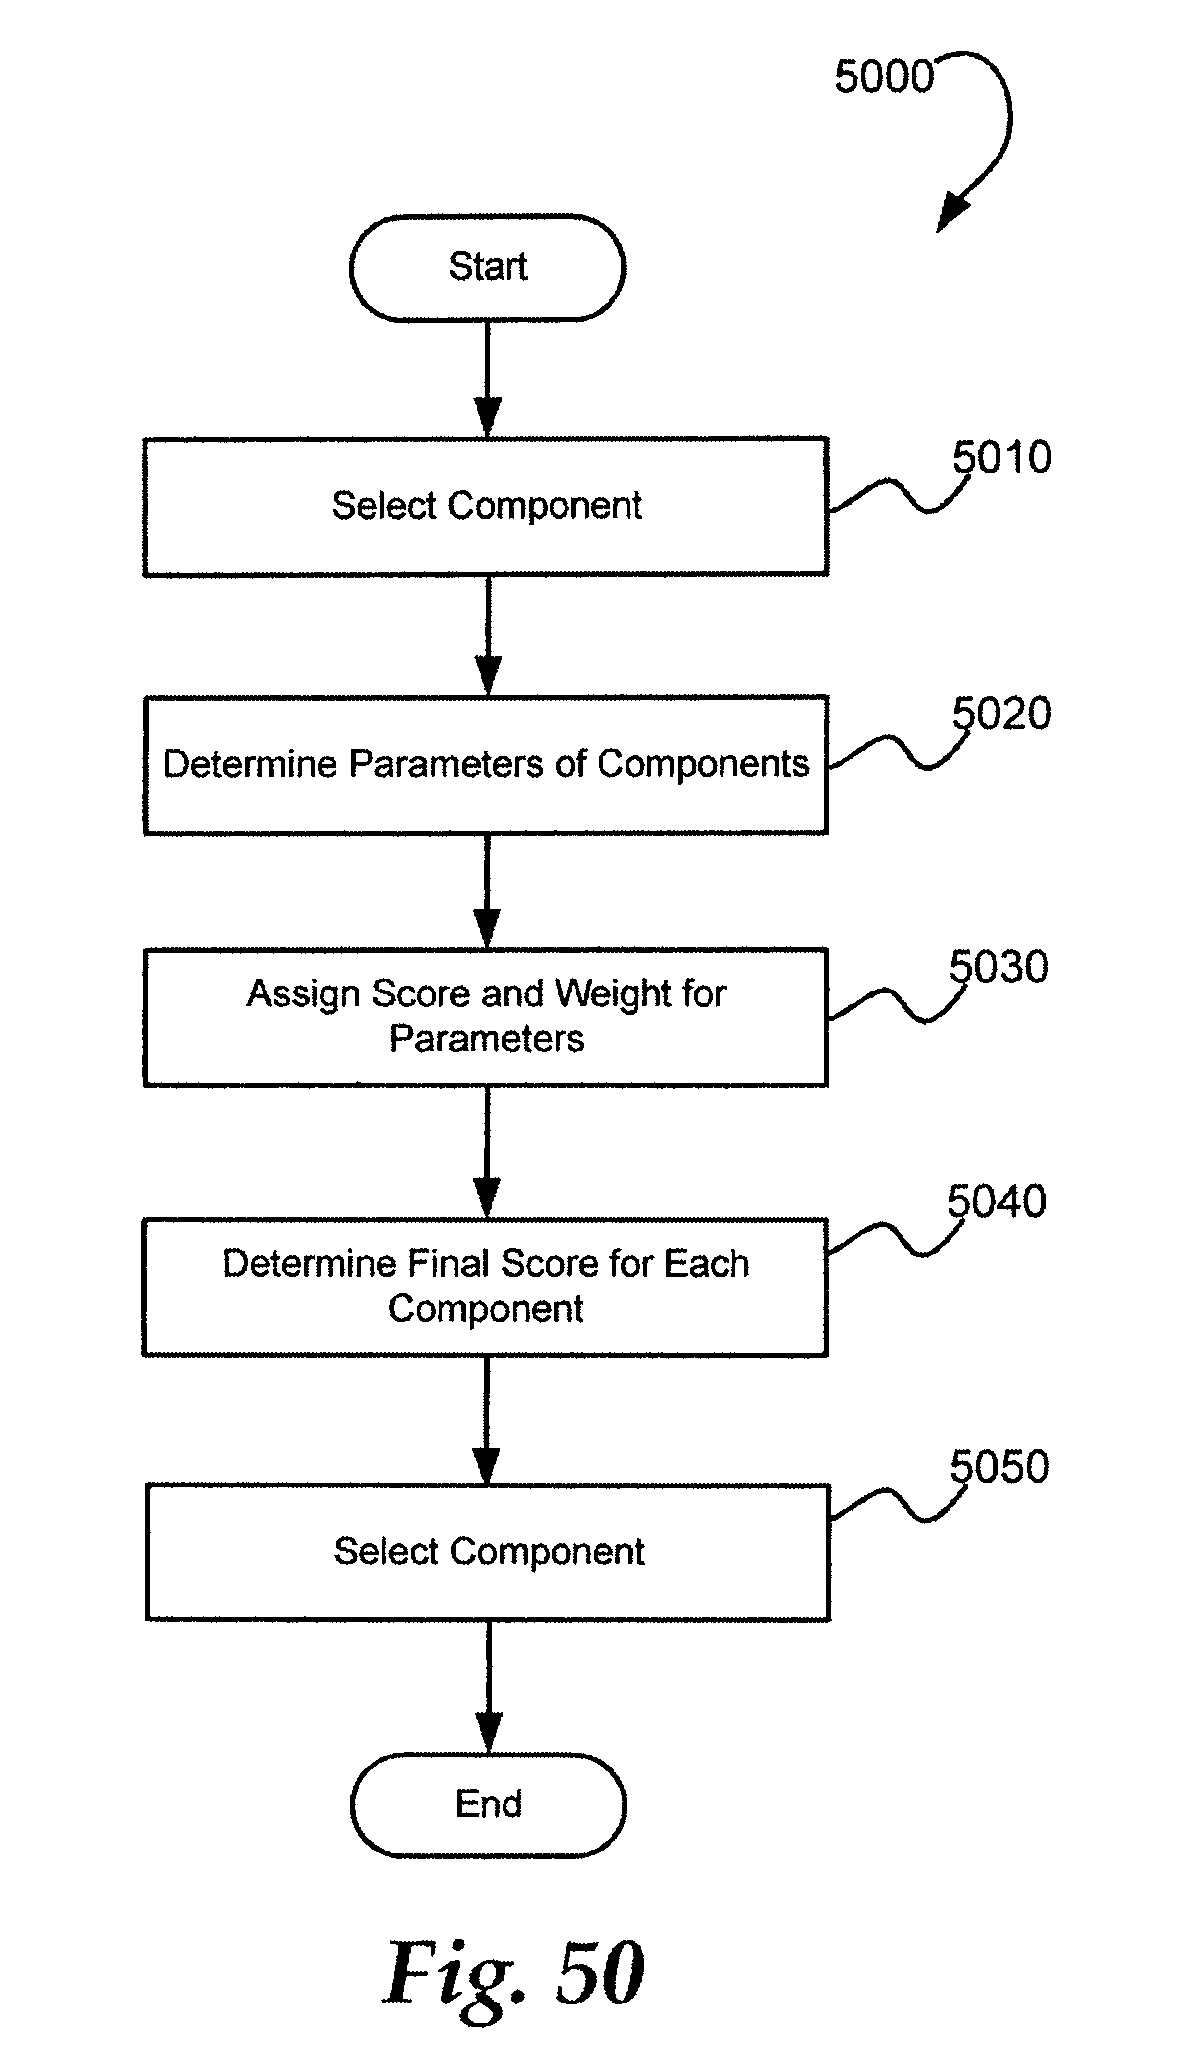 5000
Start
Select Component
5010
Determine Parameters of Components
5020
Assign Score and Weight for
Parameters
5030
Determine Final Score for Each
Component
5040
Select Component
5050
End
Fig. 50